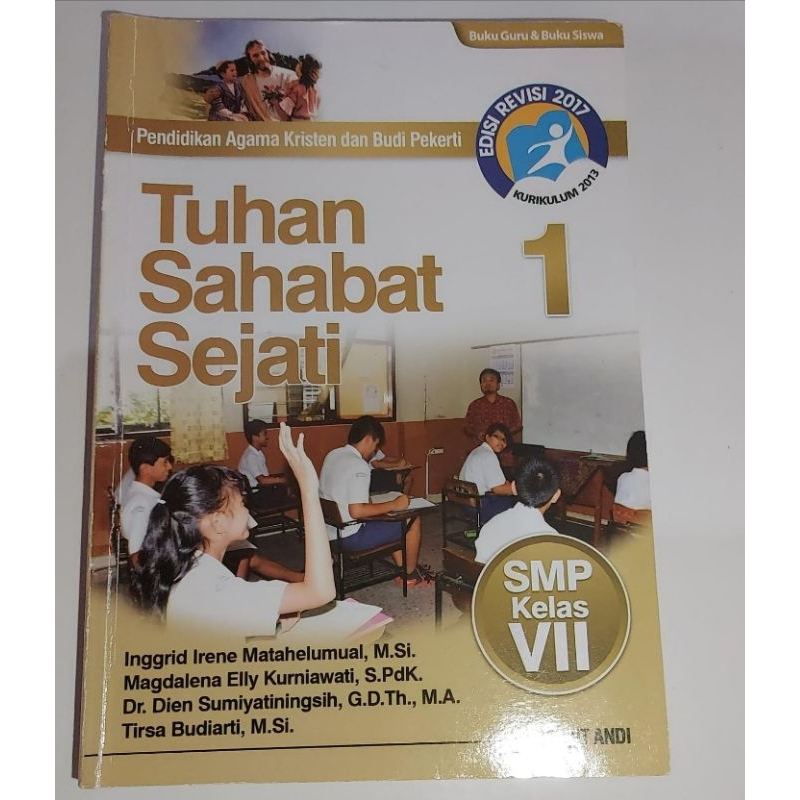 Buku Guru & Buku Siswa
Pendidikan Agama Kristen dan Budi Pekerti
EDISI REVISI 2017
KURIKULUM 2013
Tuhan
Sahabat
Sejati
1
SMP
Kelas
VII
Inggrid Irene Matahelumual, M.Si.
Magdalena Elly Kurniawati, S.PdK.
Dr. Dien Sumiyatiningsih, G.D.Th., M.A.
Tirsa Budiarti, M.Si.
ANDI